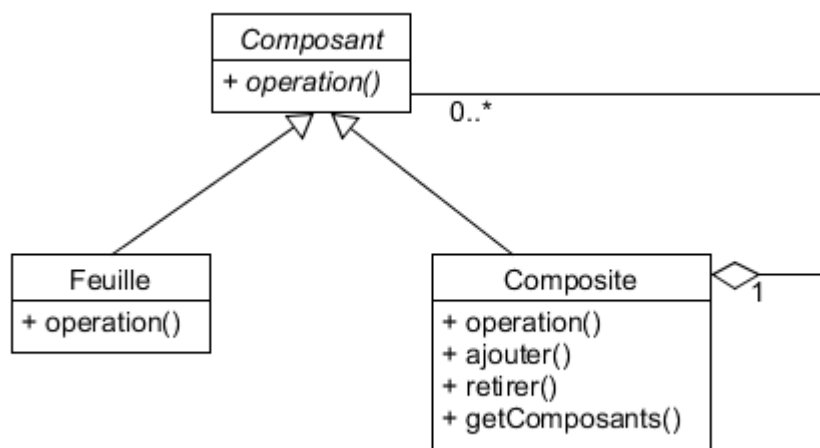 Composant
+ operation()
0..*
Feuille
+ operation()
Composite
1
+ operation()
+ ajouter()
+ retirer()
+ getComposants()